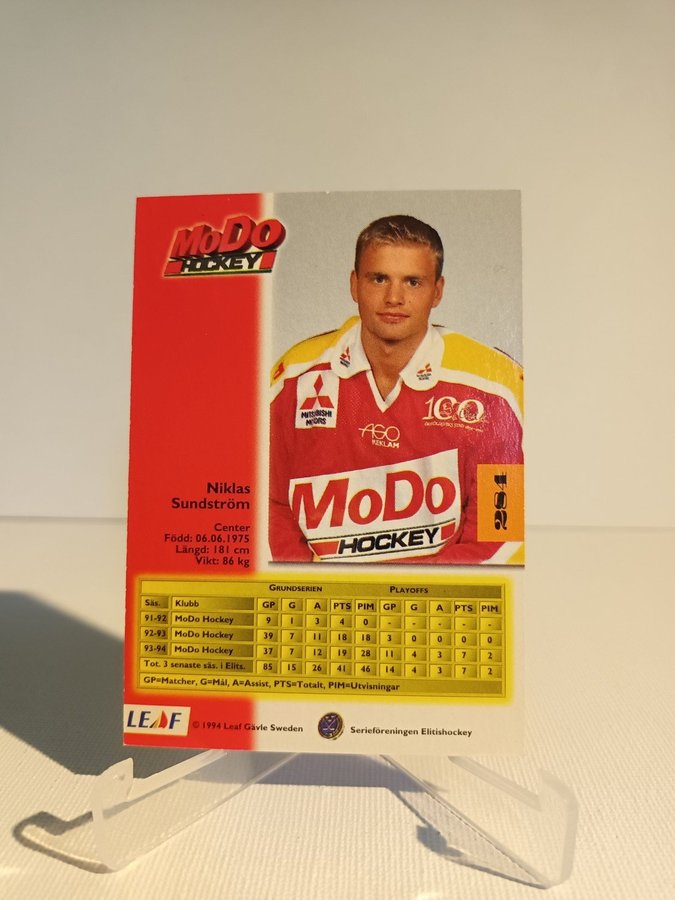 MoDo
HOCKEY
MITSUBISHI
MOTORS
AGO
REKLAM
100
MoDo
HOCKEY
284
Niklas
Sundström
Center
Född: 06.06.1975
Längd: 181 cm
Vikt: 86 kg
GRUNDSERIEN PLAYOFFS
Säs. Klubb GP G A PTS PIM GP G A PTS PIM
91-92 MoDo Hockey 9 1 3 4 0 - - - - -
92-93 MoDo Hockey 39 7 11 18 18 3 0 0 0 0
93-94 MoDo Hockey 37 7 12 19 28 11 4 3 7 2
Tot. 3 senaste säs. i Elits. 85 15 26 41 46 14 4 3 7 2
GP=Matcher, G=Mål, A=Assist, PTS=Totalt, PIM=Utvisningar
LEAF © 1994 Leaf Gävle Sweden Serieföreningen Elitishockey